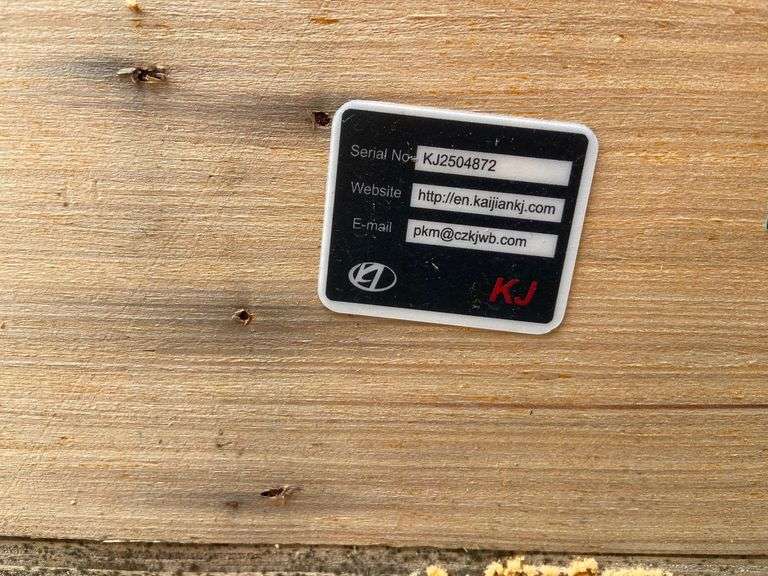 Serial No KJ2504872
Website http://en.kaijiankj.com
E-mail pkm@czkjwb.com
KJ